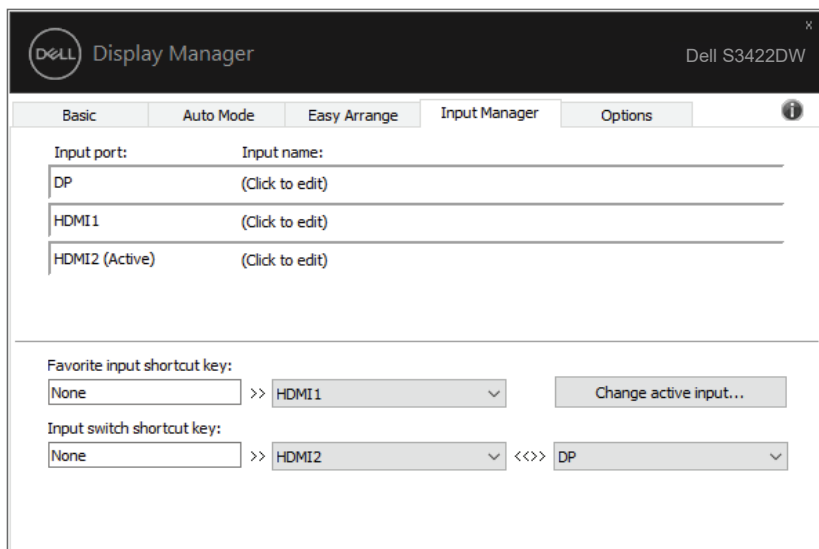 x
DELL Display Manager Dell S3422DW
Basic Auto Mode Easy Arrange Input Manager Options i
Input port: Input name:
DP (Click to edit)
HDMI1 (Click to edit)
HDMI2 (Active) (Click to edit)
Favorite input shortcut key:
None >> HDMI1 Change active input...
Input switch shortcut key:
None >> HDMI2 <<>> DP